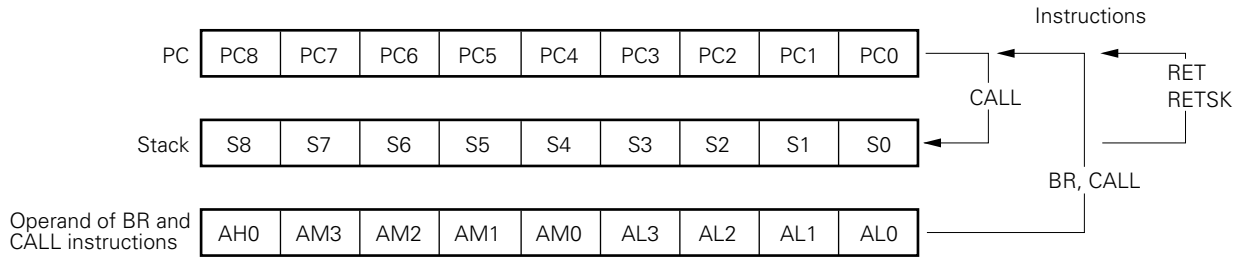 Instructions
PC PC8 PC7 PC6 PC5 PC4 PC3 PC2 PC1 PC0
RET
RETSK
CALL
Stack S8 S7 S6 S5 S4 S3 S2 S1 S0
BR, CALL
Operand of BR and
CALL instructions
AH0 AM3 AM2 AM1 AM0 AL3 AL2 AL1 AL0